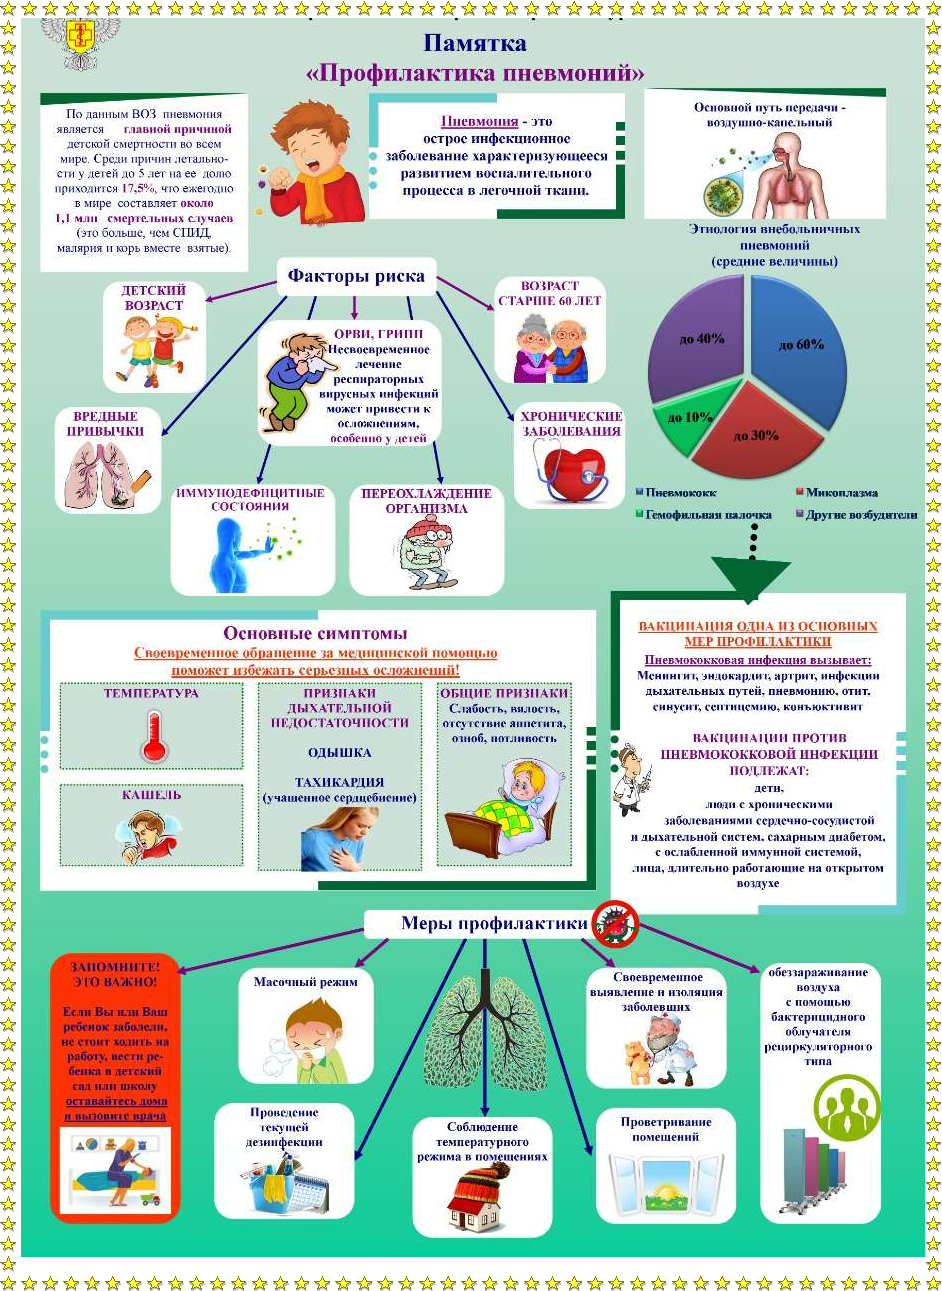 Памятка
«Профилактика пневмоний»
По данным ВОЗ пневмония
является главной причиной
детской смертности во всем
мире. Среди причин летально-
сти у детей до 5 лет на ее долю
приходится 17,5%, что ежегодно
в мире составляет около
1,1 млн смертельных случаев
(это больше, чем СПИД,
малярия и корь вместе взятые).
Пневмония - это
острое инфекционное
заболевание характеризующееся
развитием воспалительного
процесса в легочной ткани.
Основной путь передачи -
воздушно-капельный
Этиология внебольничных
пневмоний
(средние величины)
до 40%
до 60%
до 10%
до 30%
Пневмококк
Микоплазма
Гемофильная палочка
Другие возбудители
Факторы риска
ДЕТСКИЙ
ВОЗРАСТ
ВОЗРАСТ
СТАРШЕ 60 ЛЕТ
ОРВИ, ГРИПП
Несвоевременное
лечение
респираторных
вирусных инфекций
может привести к
осложнениям,
особенно у детей
ВРЕДНЫЕ
ПРИВЫЧКИ
ХРОНИЧЕСКИЕ
ЗАБОЛЕВАНИЯ
ИММУНОДЕФИЦИТНЫЕ
СОСТОЯНИЯ
ПЕРЕОХЛАЖДЕНИЕ
ОРГАНИЗМА
Основные симптомы
Своевременное обращение за медицинской помощью
поможет избежать серьезных осложнений!
ТЕМПЕРАТУРА
КАШЕЛЬ
ПРИЗНАКИ
ДЫХАТЕЛЬНОЙ
НЕДОСТАТОЧНОСТИ
ОДЫШКА
ТАХИКАРДИЯ
(учащенное сердцебиение)
ОБЩИЕ ПРИЗНАКИ
Слабость, вялость,
отсутствие аппетита,
озноб, потливость
ВАКЦИНАЦИЯ ОДНА ИЗ ОСНОВНЫХ
МЕР ПРОФИЛАКТИКИ
Пневмококковая инфекция вызывает:
Менингит, эндокардит, артрит, инфекции
дыхательных путей, пневмонию, отит,
синусит, септицемию, конъюктивит
ВАКЦИНАЦИИ ПРОТИВ
ПНЕВМОКОККОВОЙ ИНФЕКЦИИ
ПОДЛЕЖАТ:
дети,
люди с хроническими
заболеваниями сердечно-сосудистой
и дыхательной систем, сахарным диабетом,
с ослабленной иммунной системой,
лица, длительно работающие на открытом
воздухе
Меры профилактики
ЗАПОМНИТЕ!
ЭТО ВАЖНО!
Если Вы или Ваш
ребенок заболели,
не стоит ходить на
работу, вести ре-
бенка в детский
сад или школу
оставайтесь дома
и вызовите врача
Масочный режим
Своевременное
выявление и изоляция
заболевших
обеззараживание
воздуха
с помощью
бактерицидного
облучателя
рециркуляторного
типа
Проведение
текущей
дезинфекции
Соблюдение
температурного
режима в помещениях
Проветривание
помещений